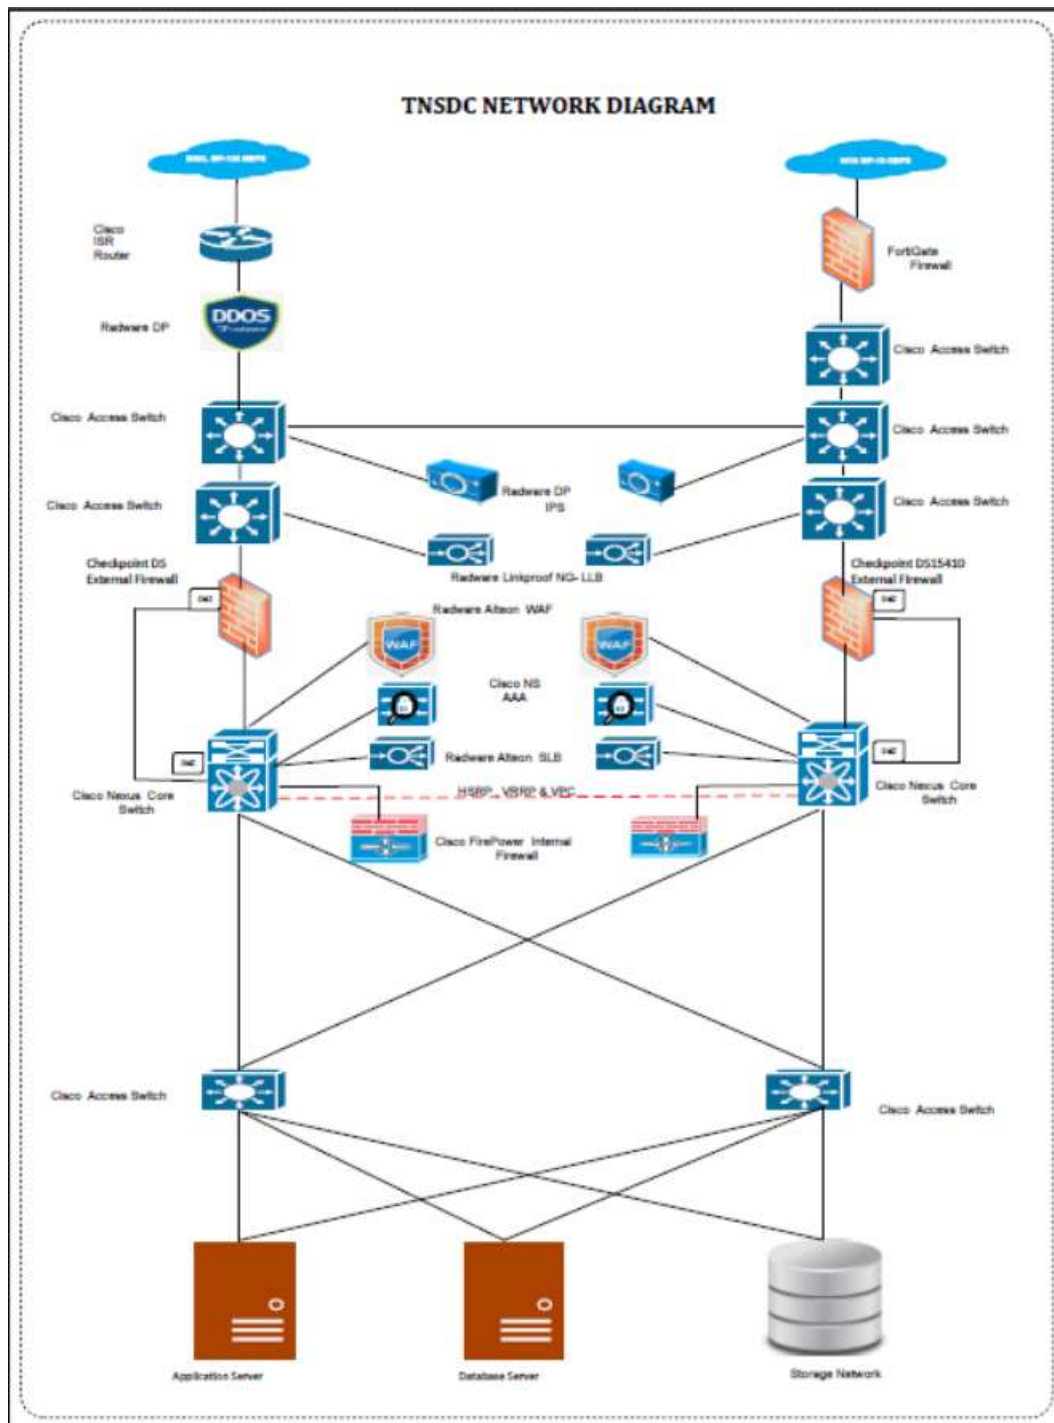 TNSDC NETWORK DIAGRAM
Cisco
ISR
Router
FortiGate
Firewall
DDOS
Radware DP
Cisco Access Switch
Cisco Access Switch
Cisco Access Switch
Cisco Access Switch
Radware DP
IPS
Cisco Access Switch
Cisco Access Switch
Checkpoint DS
External Firewall
Radware Linkproof NG- LLB
Checkpoint DS15410
External Firewall
Radware Alteon WAF
WAF
WAF
Cisco NS
AAA
Radware Alteon SLB
Cisco Nexus Core
Switch
HSRP , VRRP & VPC
Cisco Nexus Core
Switch
Cisco FirePower Internal
Firewall
Cisco Access Switch
Cisco Access Switch
Application Server
Database Server
Storage Network